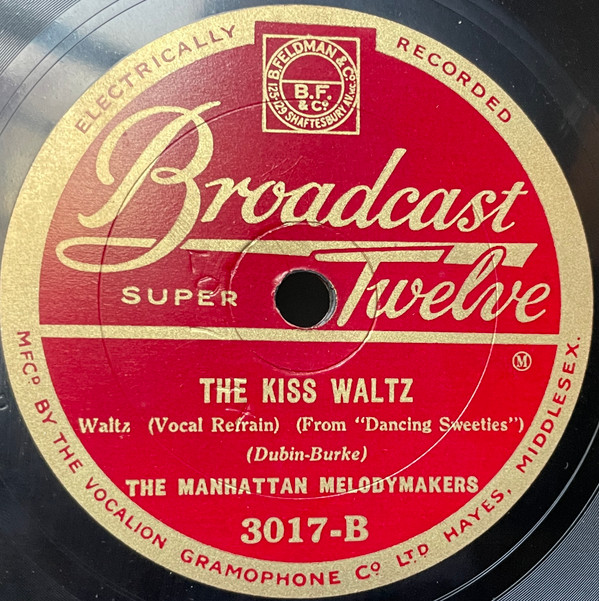 ELECTRICALLY RECORDED
B. FELDMAN & Co
125-129 SHAFTESBURY AV. W.C.
B.F.
& Co
Broadcast
SUPER Twelve
M
THE KISS WALTZ
Waltz (Vocal Refrain) (From "Dancing Sweeties")
(Dubin-Burke)
THE MANHATTAN MELODYMAKERS
3017-B
MFCD BY THE VOCALION GRAMOPHONE Co LTD HAYES, MIDDLESEX.